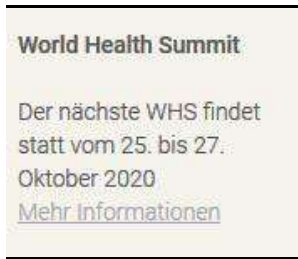 World Health Summit
Der nächste WHS findet
statt vom 25. bis 27.
Oktober 2020
Mehr Informationen